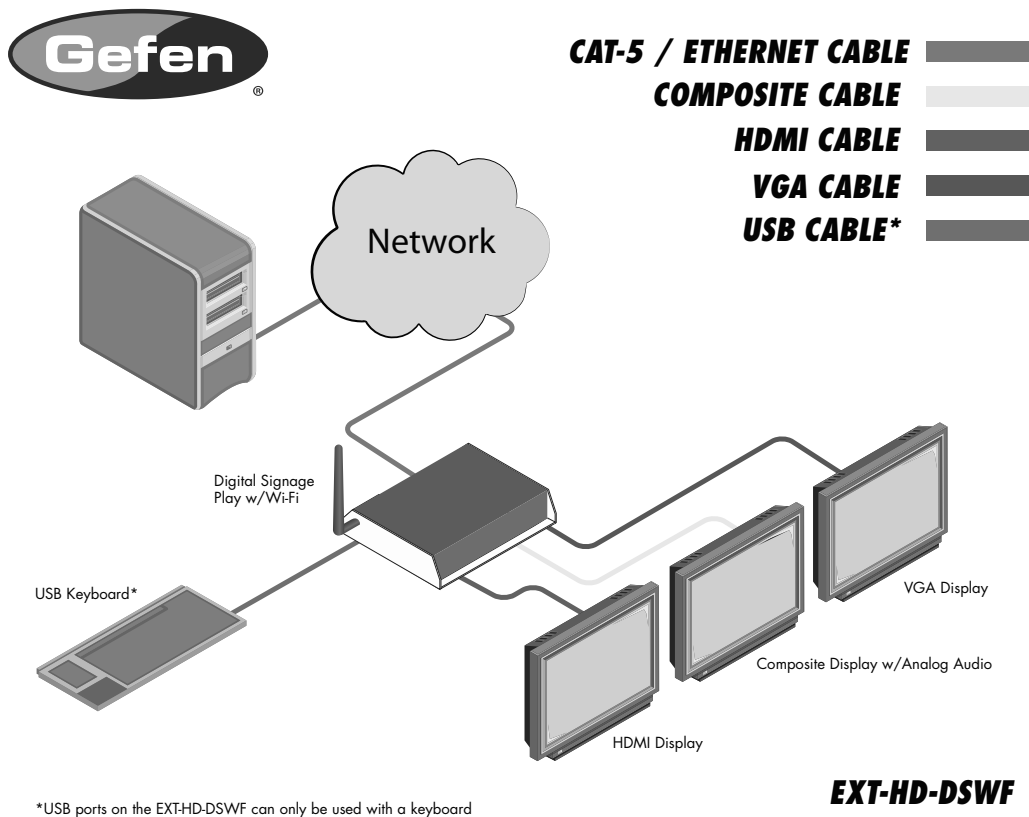 Gefen
®
CAT-5 / ETHERNET CABLE
COMPOSITE CABLE
HDMI CABLE
VGA CABLE
USB CABLE*
Network
Digital Signage
Play w/Wi-Fi
USB Keyboard*
VGA Display
Composite Display w/Analog Audio
HDMI Display
EXT-HD-DSWF
*USB ports on the EXT-HD-DSWF can only be used with a keyboard